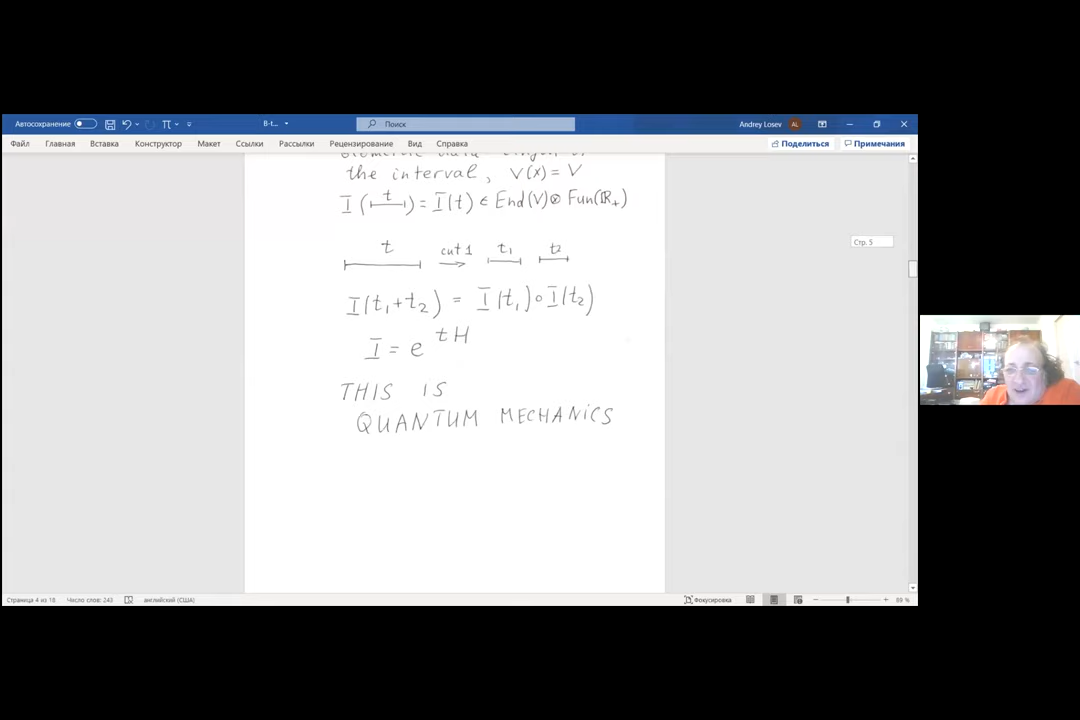 Автосохранение
B-t...
Поиск
Andrey Losev
AL
Файл
Главная
Вставка
Конструктор
Макет
Ссылки
Рассылки
Рецензирование
Вид
Справка
Поделиться
Примечания
the interval, V(x) = V
I(t) = I(t) ∈ End(V)⊗ Fun(ℝ₊)
t cut 1 t₁ t₂
→
I(t₁+t₂) = I(t₁)∘I(t₂)
I = e^{tH}
THIS IS
QUANTUM MECHANICS
Стр. 5
Страница 4 из 18
Число слов: 243
английский (США)
Фокусировка
89 %